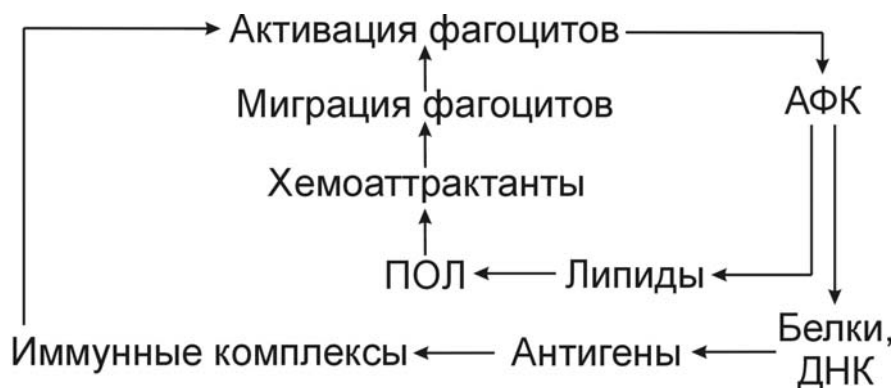 Активация фагоцитов
Миграция фагоцитов
АФК
Хемоаттрактанты
ПОЛ
Липиды
Иммунные комплексы
Антигены
Белки,
ДНК